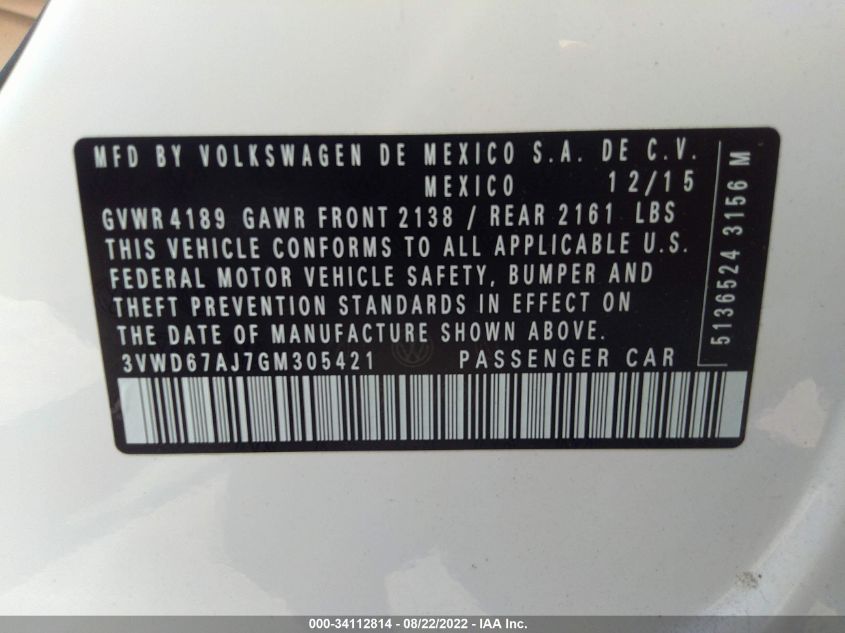 MFD BY VOLKSWAGEN DE MEXICO S.A. DE C.V.
MEXICO 12/15
GVWR 4189 GAWR FRONT 2138 / REAR 2161 LBS
THIS VEHICLE CONFORMS TO ALL APPLICABLE U.S.
FEDERAL MOTOR VEHICLE SAFETY, BUMPER AND
THEFT PREVENTION STANDARDS IN EFFECT ON
THE DATE OF MANUFACTURE SHOWN ABOVE.
3VWD67AJ7GM305421 PASSENGER CAR
5136524 3156 M
000-34112814 - 08/22/2022 - IAA Inc.